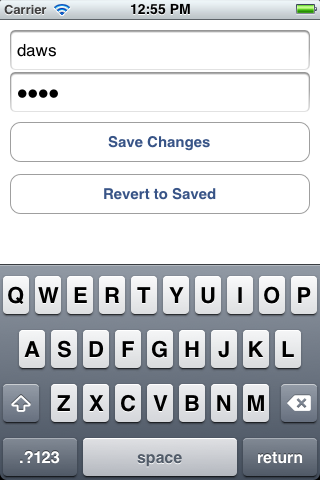 Carrier 12:55 PM
daws
●●●●
Save Changes
Revert to Saved
Q W E R T Y U I O P
A S D F G H J K L
Z X C V B N M
.?123 space return